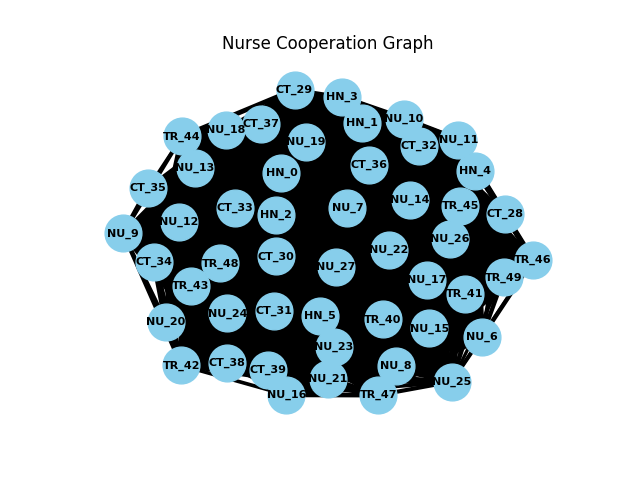 Nurse Cooperation Graph
CT_29
HN_3
NU_10
HN_1
CT_37
NU_18
TR_44
NU_11
NU_19
CT_32
CT_36
NU_13
HN_4
HN_0
CT_35
NU_14
TR_45
CT_33
NU_7
HN_2
CT_28
NU_12
NU_9
NU_26
NU_22
CT_30
TR_46
CT_34
TR_48
NU_27
TR_49
NU_17
TR_43
TR_41
CT_31
NU_24
HN_5
TR_40
NU_20
NU_15
NU_6
NU_23
CT_38
TR_42
NU_8
CT_39
NU_21
NU_25
NU_16
TR_47